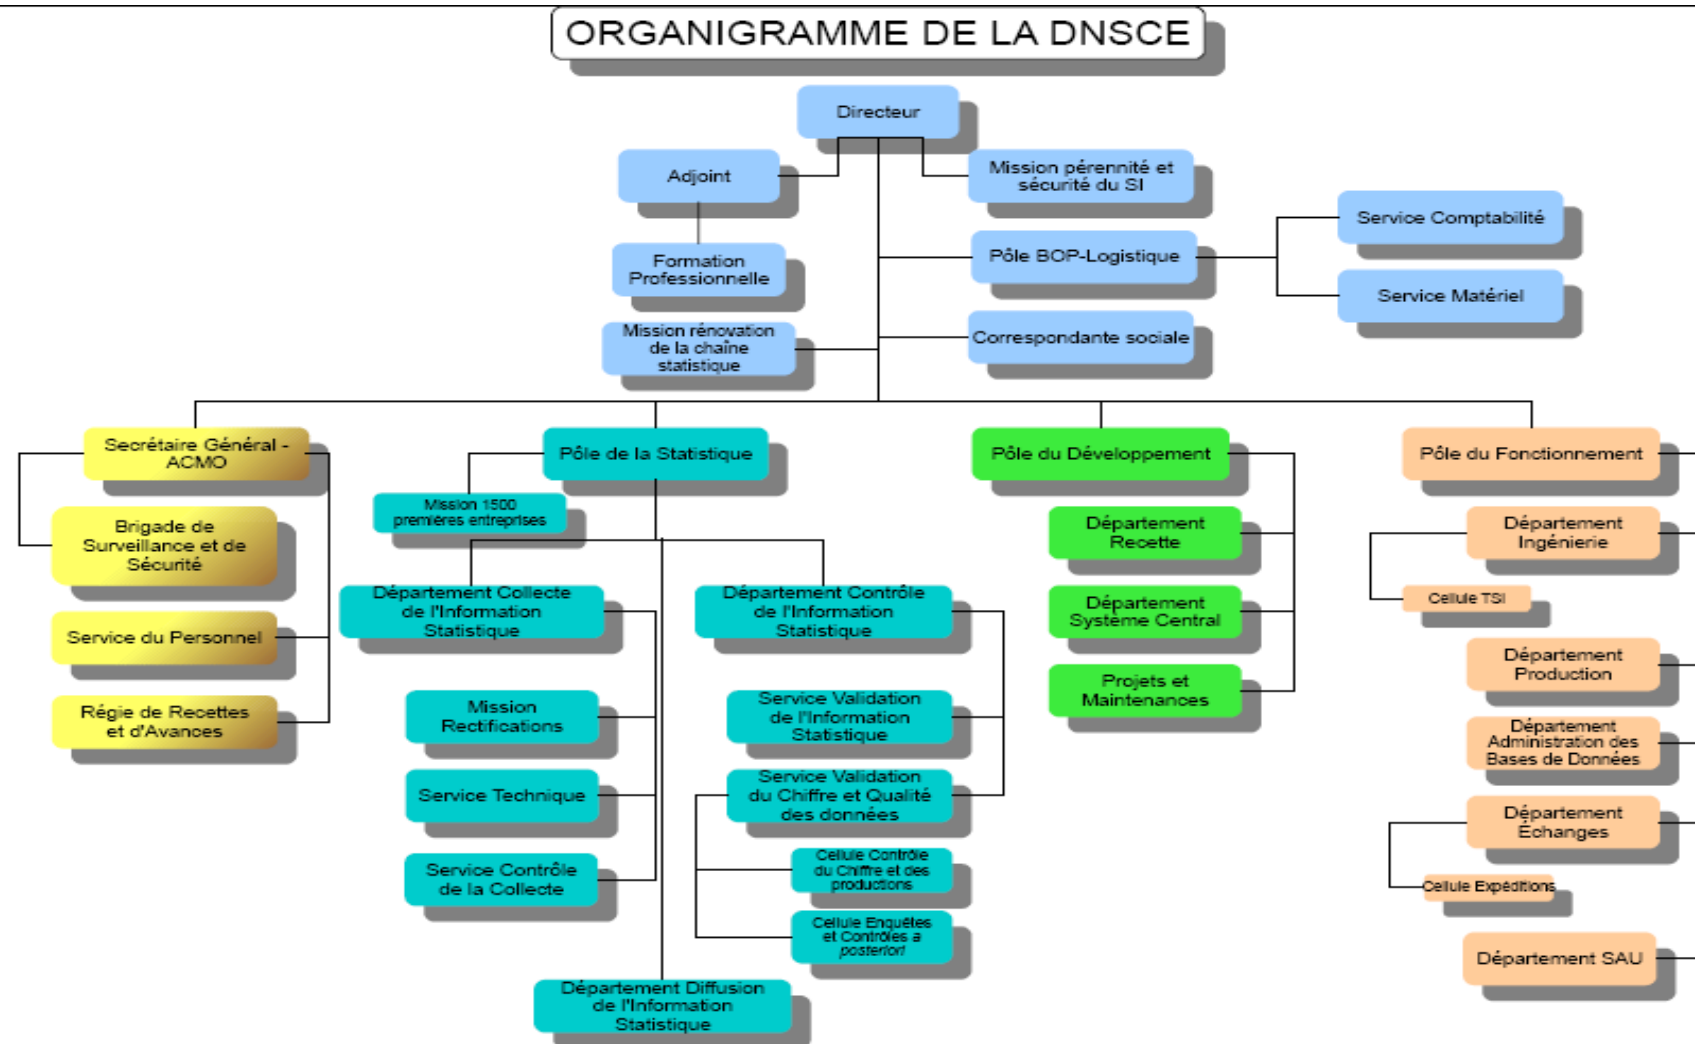 ORGANIGRAMME DE LA DNSCE
Directeur
Adjoint
Mission pérennité et
sécurité du SI
Formation
Professionnelle
Pôle BOP-Logistique
Service Comptabilité
Service Matériel
Mission rénovation
de la chaîne
statistique
Correspondante sociale
Secrétaire Général -
ACMO
Brigade de
Surveillance et de
Sécurité
Service du Personnel
Régie de Recettes
et d'Avances
Pôle de la Statistique
Mission 1500
premières entreprises
Département Collecte
de l'Information
Statistique
Mission
Rectifications
Service Technique
Service Contrôle
de la Collecte
Département Contrôle
de l'Information
Statistique
Service Validation
de l'Information
Statistique
Service Validation
du Chiffre et Qualité
des données
Cellule Contrôle
du Chiffre et des
productions
Cellule Enquêtes
et Contrôles a
posteriori
Département Diffusion
de l'Information
Statistique
Pôle du Développement
Département
Recette
Département
Système Central
Projets et
Maintenances
Pôle du Fonctionnement
Département
Ingénierie
Cellule TSI
Département
Production
Département
Administration des
Bases de Données
Département
Échanges
Cellule Expéditions
Département SAU